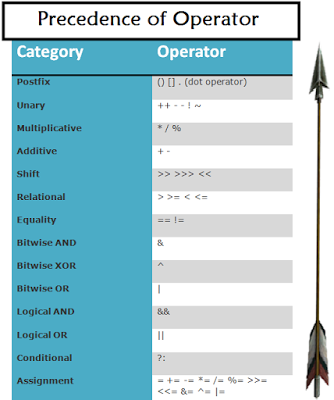 Precedence of Operator
Category Operator
Postfix () [] . (dot operator)
Unary ++ - - ! ~
Multiplicative * / %
Additive + -
Shift >> >>> <<
Relational > >= < <=
Equality == !=
Bitwise AND &
Bitwise XOR ^
Bitwise OR |
Logical AND &&
Logical OR ||
Conditional ?:
Assignment = += -= *= /= %= >>=
<<= &= ^= |=